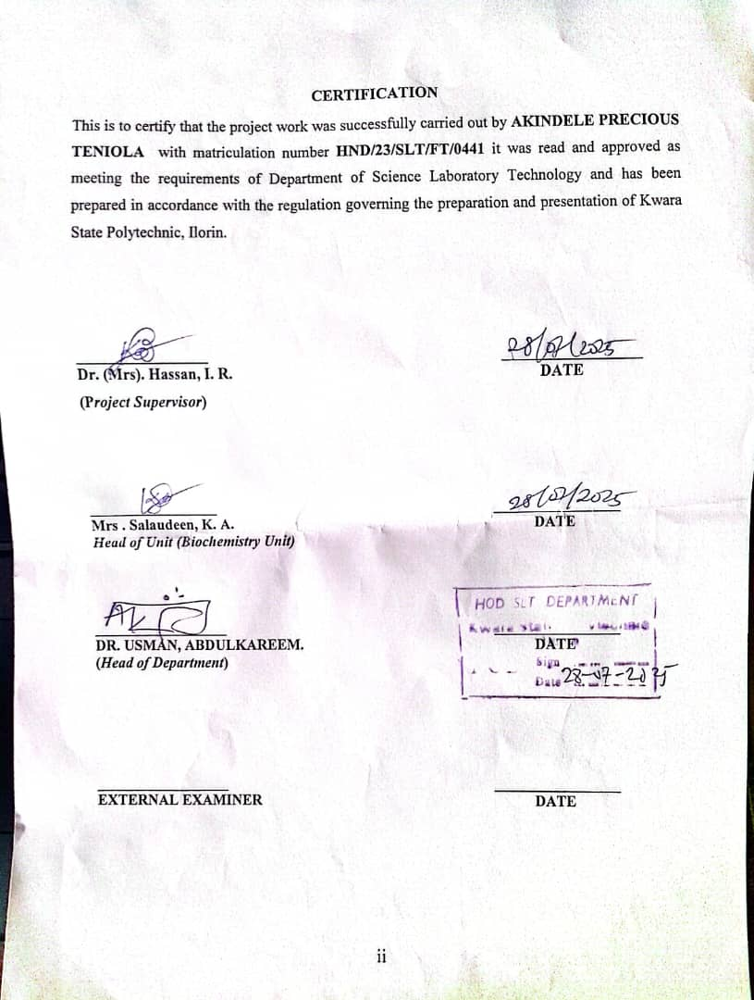 CERTIFICATION
This is to certify that the project work was successfully carried out by AKINDELE PRECIOUS
TENIOLA with matriculation number HND/23/SLT/FT/0441 it was read and approved as
meeting the requirements of Department of Science Laboratory Technology and has been
prepared in accordance with the regulation governing the preparation and presentation of Kwara
State Polytechnic, Ilorin.
28/07/2025
Dr. (Mrs). Hassan, I. R.
DATE
(Project Supervisor)
28/07/2025
Mrs . Salaudeen, K. A.
DATE
Head of Unit (Biochemistry Unit)
HOD SLT DEPARTMENT
Kwara
DR. USMAN, ABDULKAREEM.
DATE
(Head of Department)
Sign
Date 28-07-2025
EXTERNAL EXAMINER
DATE
ii